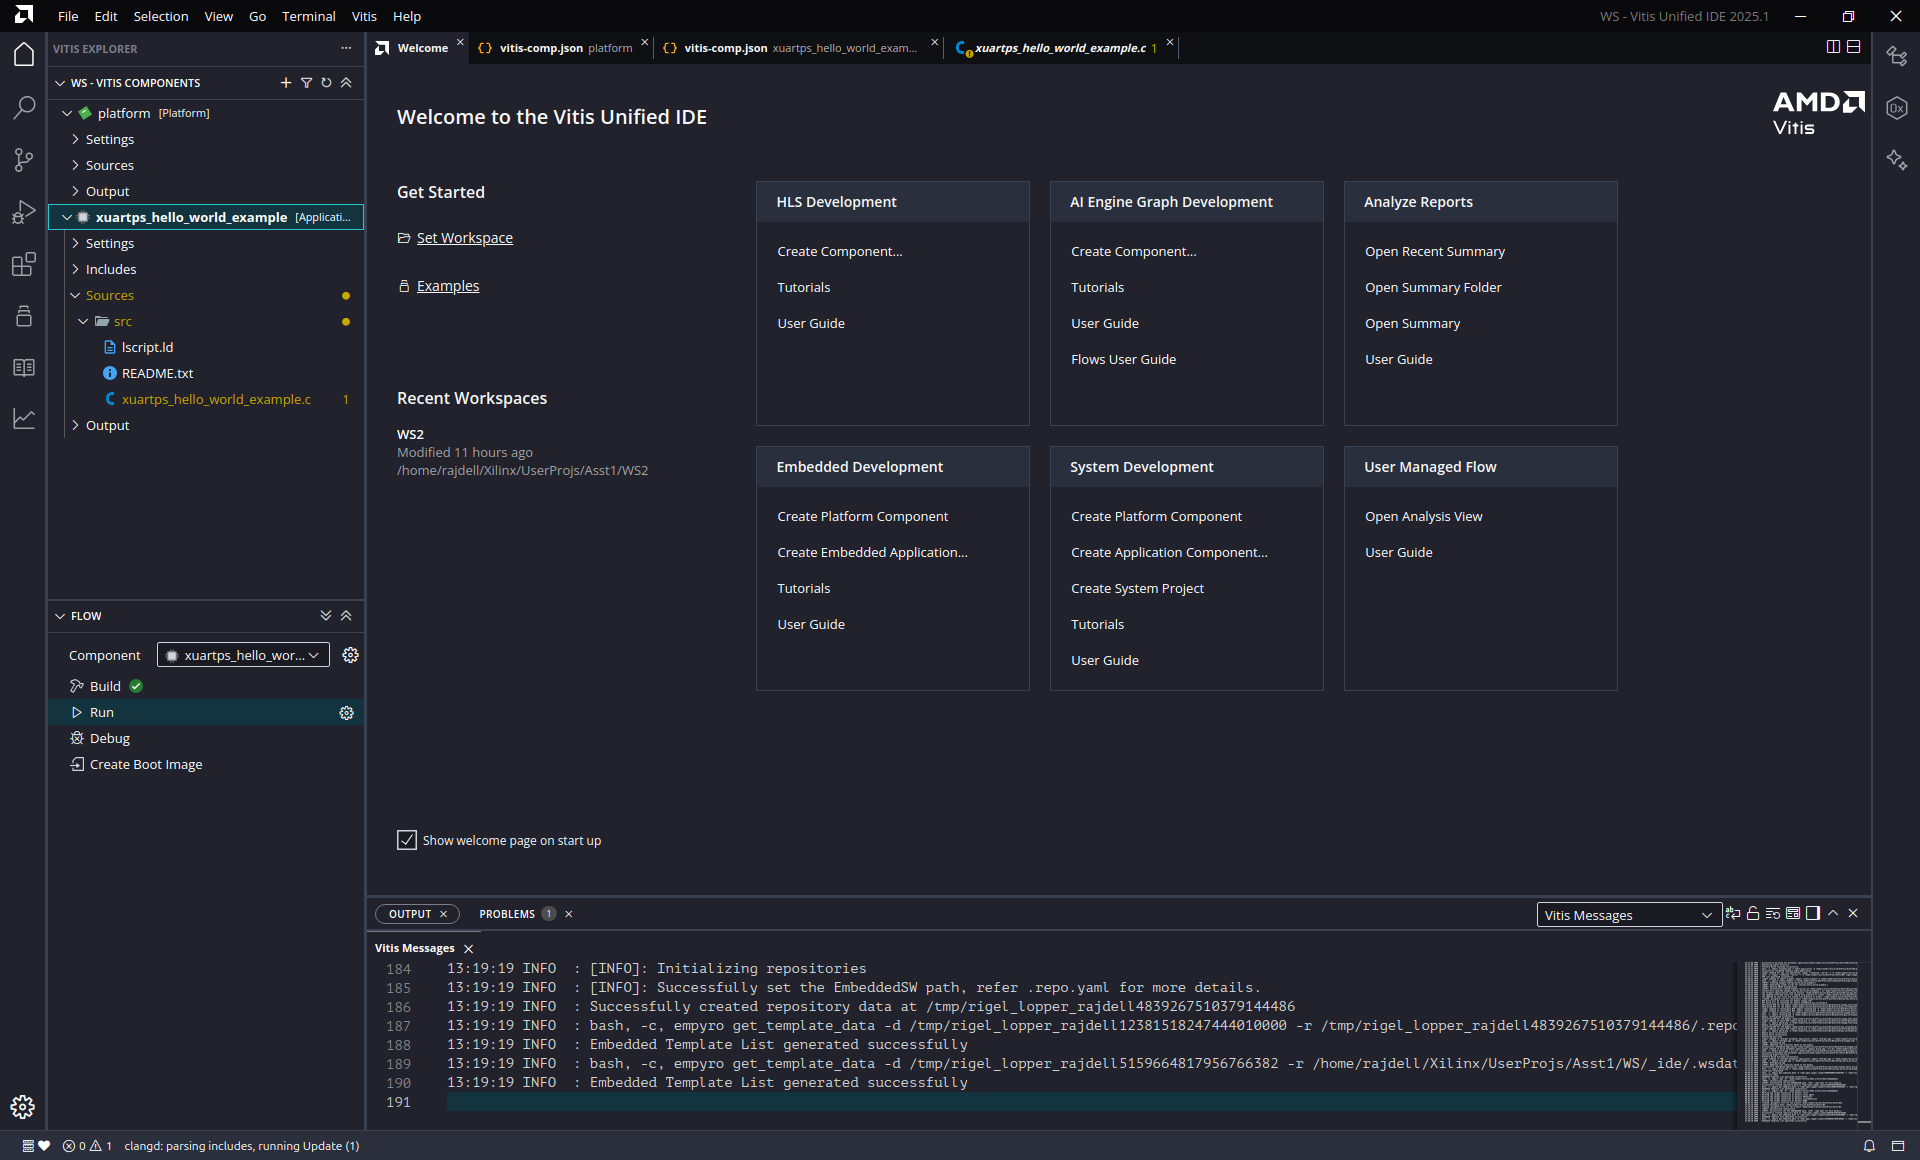 File Edit Selection View Go Terminal Vitis Help
WS - Vitis Unified IDE 2025.1
VITIS EXPLORER
WS - VITIS COMPONENTS
platform [Platform]
Settings
Sources
Output
xuartps_hello_world_example [Applicati...
Settings
Includes
Sources
src
lscript.ld
README.txt
xuartps_hello_world_example.c 1
Output
FLOW
Component xuartps_hello_wor...
Build
Run
Debug
Create Boot Image
Welcome
vitis-comp.json platform
vitis-comp.json xuartps_hello_world_exam...
xuartps_hello_world_example.c 1
Welcome to the Vitis Unified IDE
AMD
Vitis
Get Started
Set Workspace
Examples
Recent Workspaces
WS2
Modified 11 hours ago
/home/rajdell/Xilinx/UserProjs/Asst1/WS2
HLS Development
Create Component...
Tutorials
User Guide
AI Engine Graph Development
Create Component...
Tutorials
User Guide
Flows User Guide
Analyze Reports
Open Recent Summary
Open Summary Folder
Open Summary
User Guide
Embedded Development
Create Platform Component
Create Embedded Application...
Tutorials
User Guide
System Development
Create Platform Component
Create Application Component...
Create System Project
Tutorials
User Guide
User Managed Flow
Open Analysis View
User Guide
Show welcome page on start up
OUTPUT
PROBLEMS 1
Vitis Messages
Vitis Messages
184 13:19:19 INFO : [INFO]: Initializing repositories
185 13:19:19 INFO : [INFO]: Successfully set the EmbeddedSW path, refer .repo.yaml for more details.
186 13:19:19 INFO : Successfully created repository data at /tmp/rigel_lopper_rajdell4839267510379144486
187 13:19:19 INFO : bash, -c, empyro get_template_data -d /tmp/rigel_lopper_rajdell12381518247444010000 -r /tmp/rigel_lopper_rajdell4839267510379144486/.repo
188 13:19:19 INFO : Embedded Template List generated successfully
189 13:19:19 INFO : bash, -c, empyro get_template_data -d /tmp/rigel_lopper_rajdell5159664817956766382 -r /home/rajdell/Xilinx/UserProjs/Asst1/WS/_ide/.wsdat
190 13:19:19 INFO : Embedded Template List generated successfully
191
0 1 clangd: parsing includes, running Update (1)